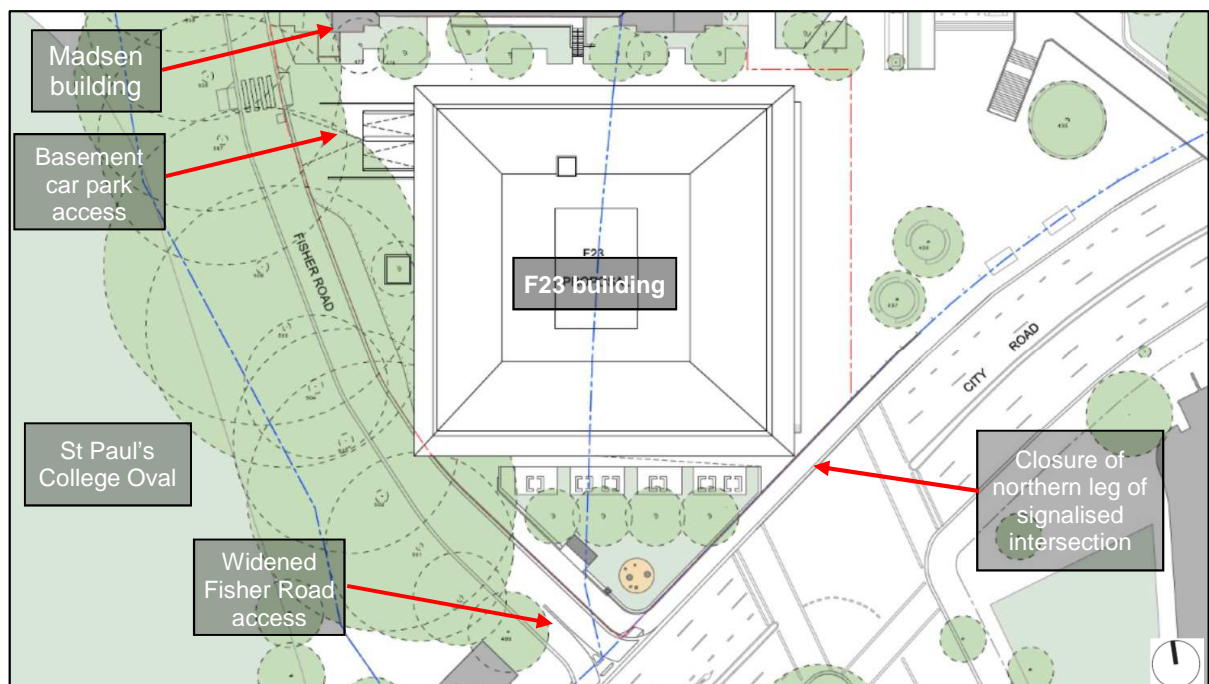 Madsen
building
Basement
car park
access
FISHER ROAD
F23
F23 building
CITY ROAD
St Paul's
College Oval
Closure of
northern leg of
signalised
intersection
Widened
Fisher Road
access